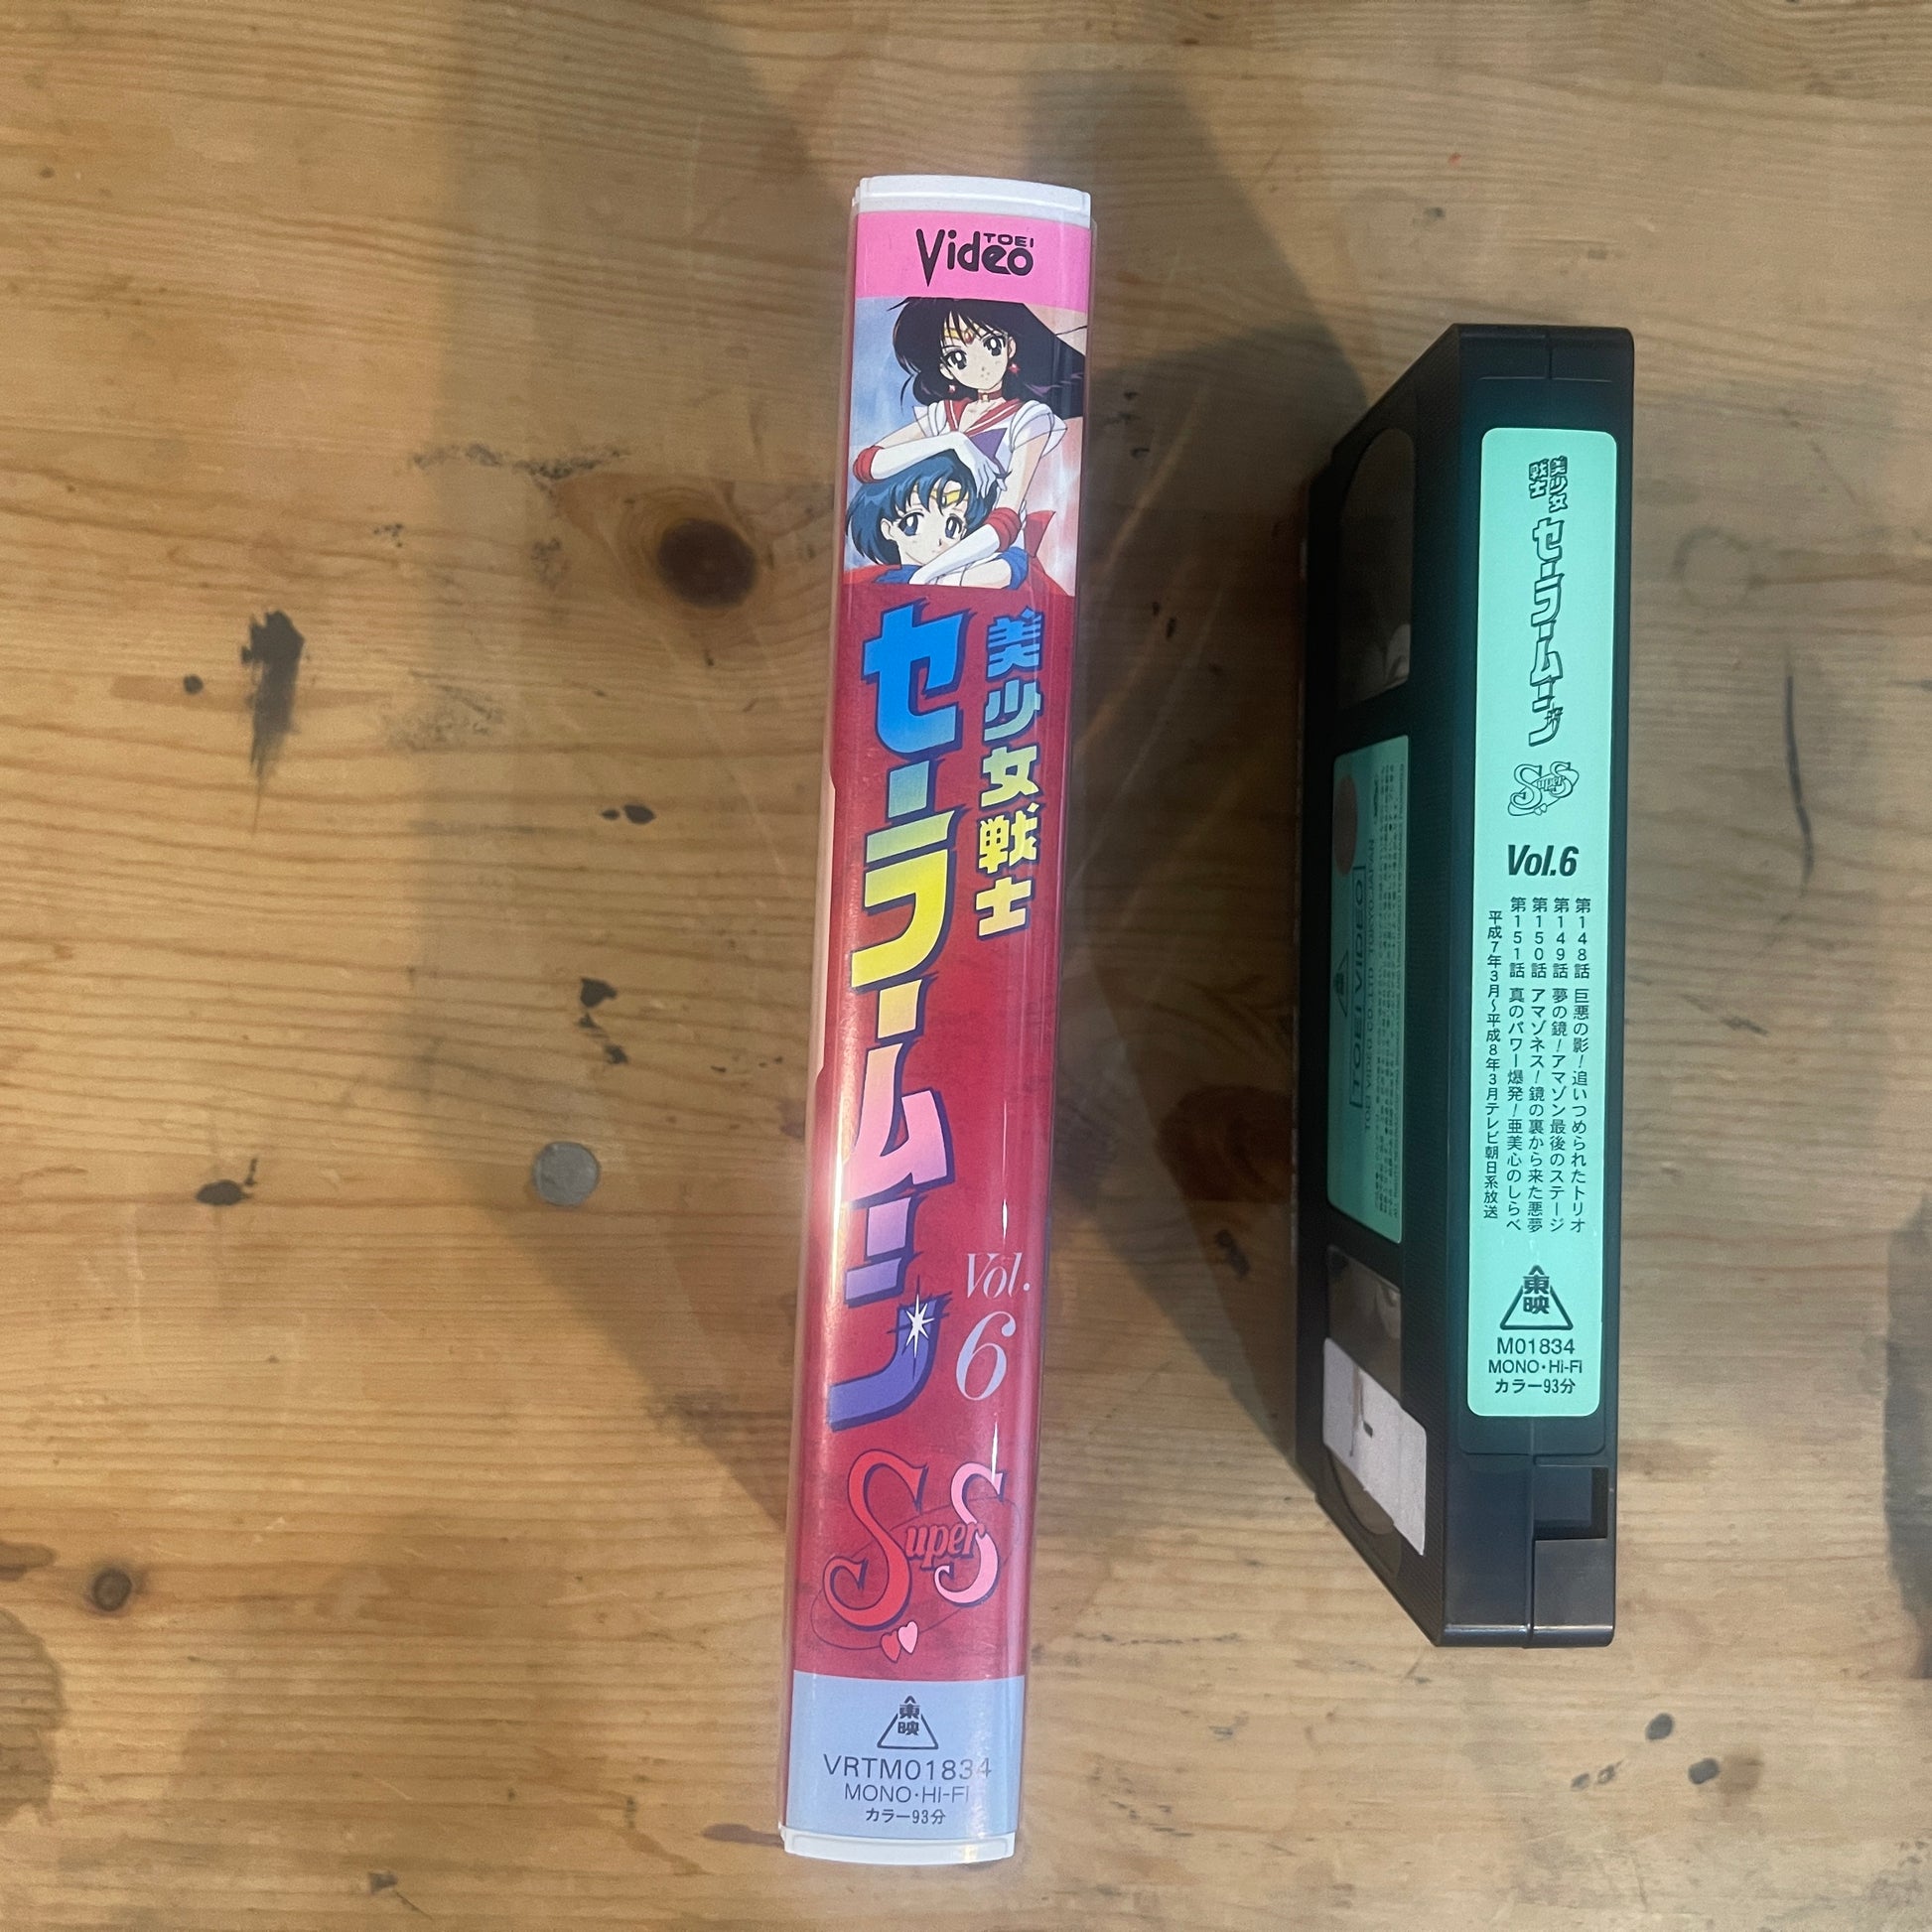 TOEI
Video
美少女戦士
セーラームーン
Vol.
6
SuperS
東映
VRTM01834
MONO・HI-FI
カラー93分
美少女
戦士
セーラームーン
SuperS
Vol.6
第148話 巨悪の影!追いつめられたトリオ
第149話 夢の鏡!アマゾン最後のステージ
第150話 アマゾネス!鏡の裏から来た悪夢
第151話 真のパワー爆発!亜美心のしらべ
平成7年3月〜平成8年3月テレビ朝日系放送
東映
M01834
MONO・Hi-Fi
カラー93分
TOEI VIDEO